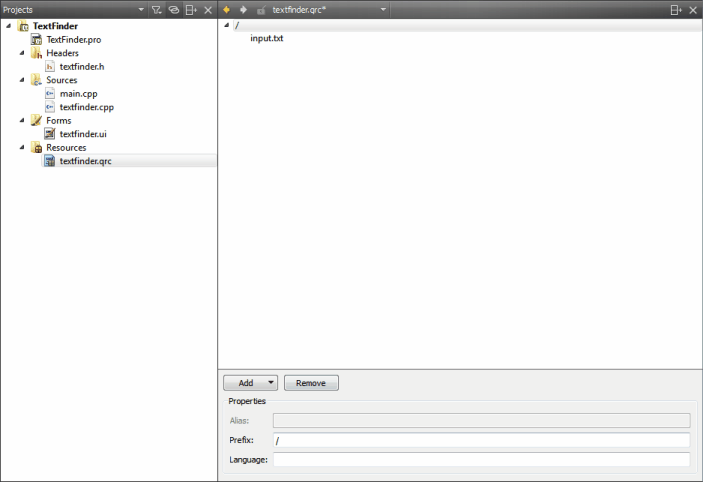 Projects
TextFinder
TextFinder.pro
Headers
textfinder.h
Sources
main.cpp
textfinder.cpp
Forms
textfinder.ui
Resources
textfinder.qrc
textfinder.qrc*
/
input.txt
Add
Remove
Properties
Alias:
Prefix: /
Language: